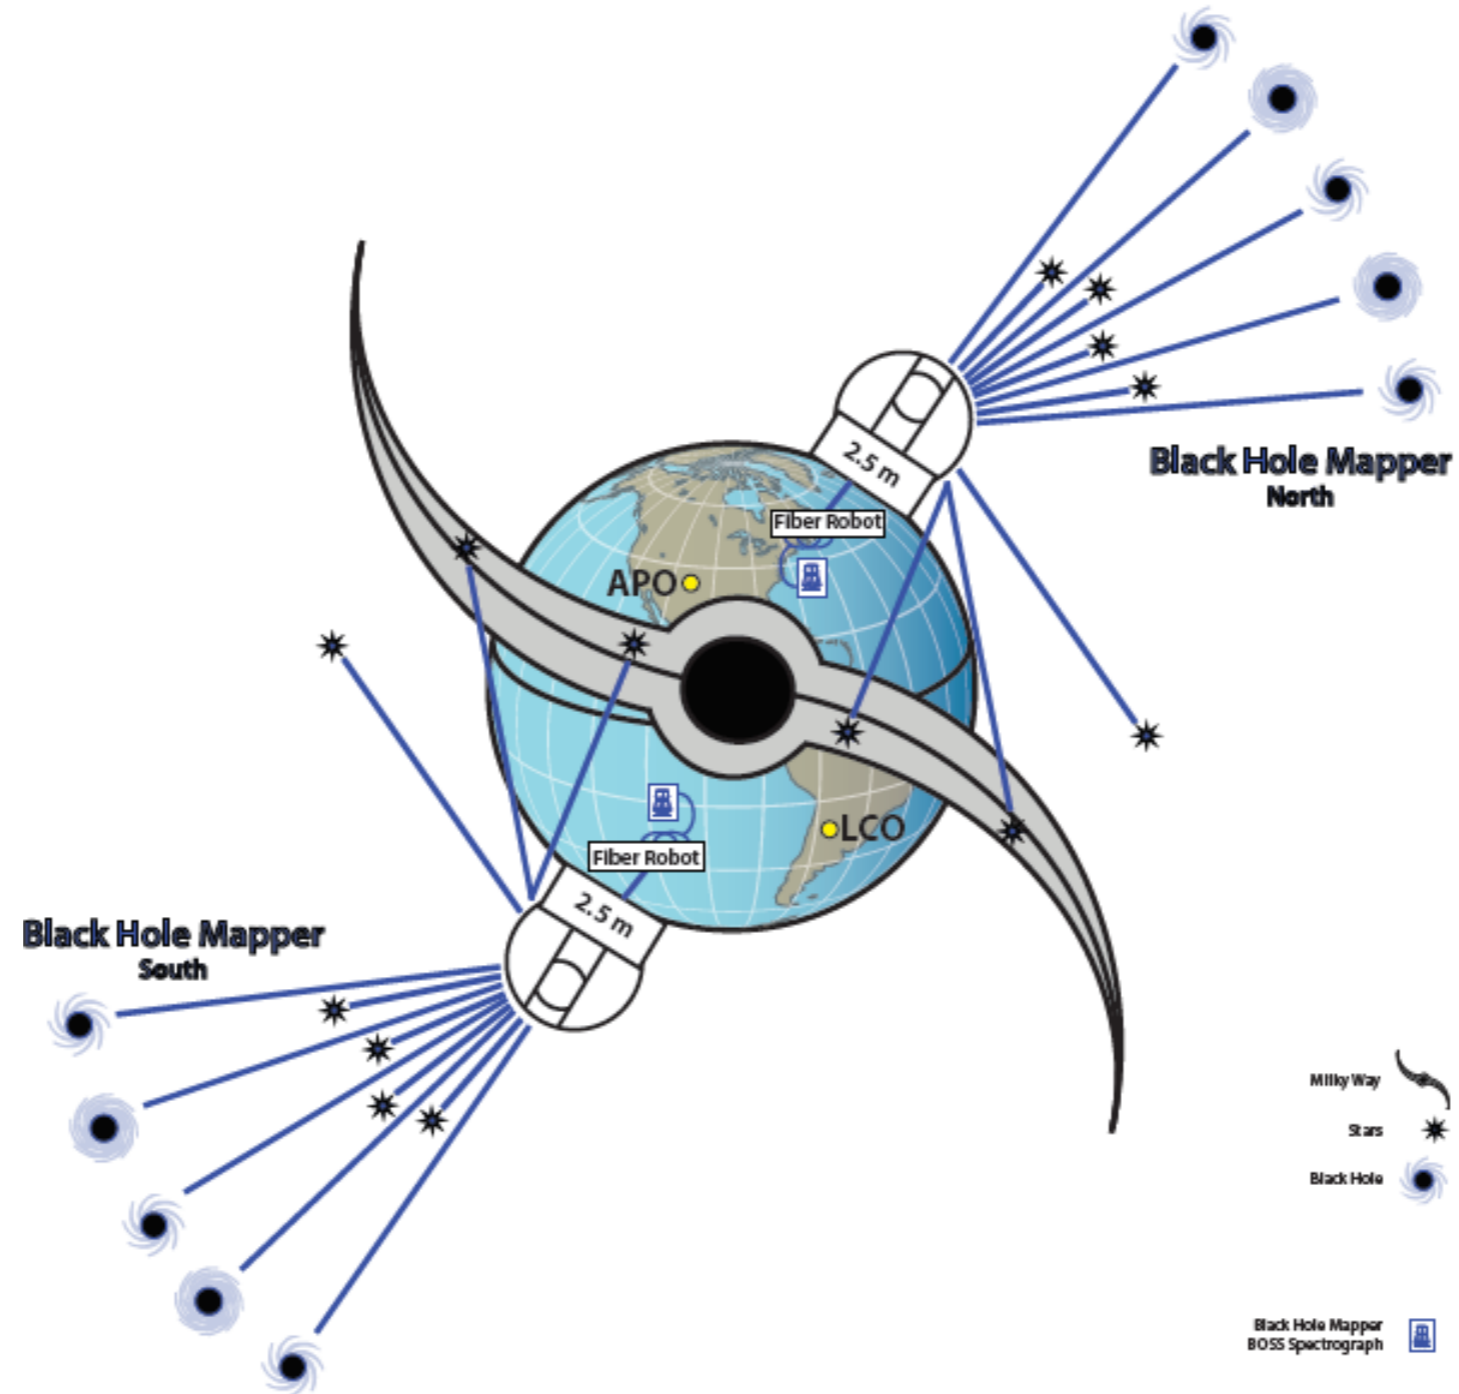 Black Hole Mapper
North
2.5 m
Fiber Robot
APO
LCO
Fiber Robot
2.5 m
Black Hole Mapper
South
Milky Way
Stars
Black Hole
Black Hole Mapper
BOSS Spectrograph